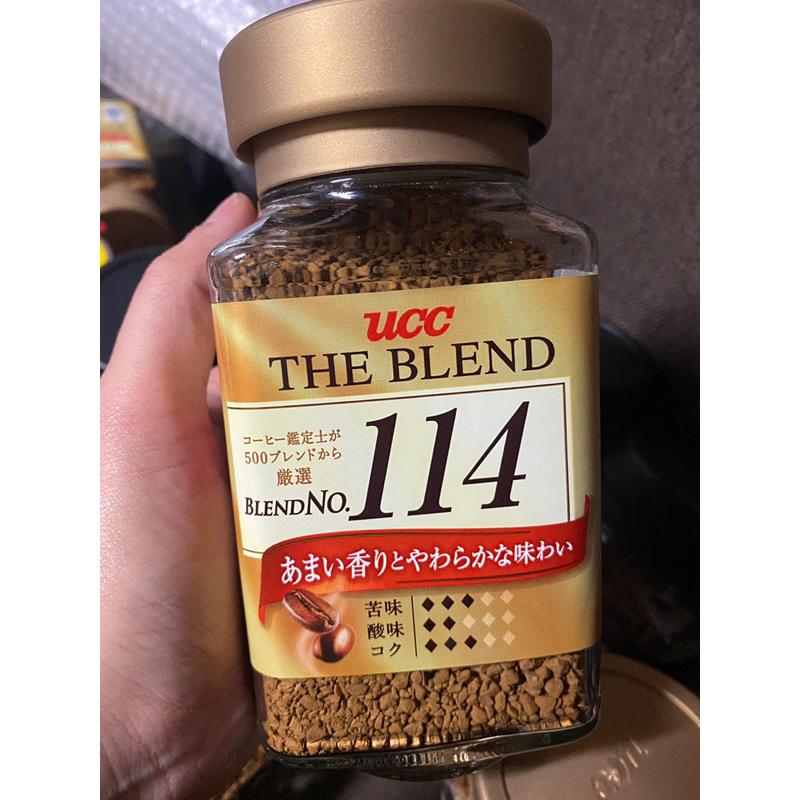 UCC
THE BLEND
コーヒー鑑定士が
500ブレンドから
厳選
BLEND NO. 114
あまい香りとやわらかな味わい
苦味
酸味
コク